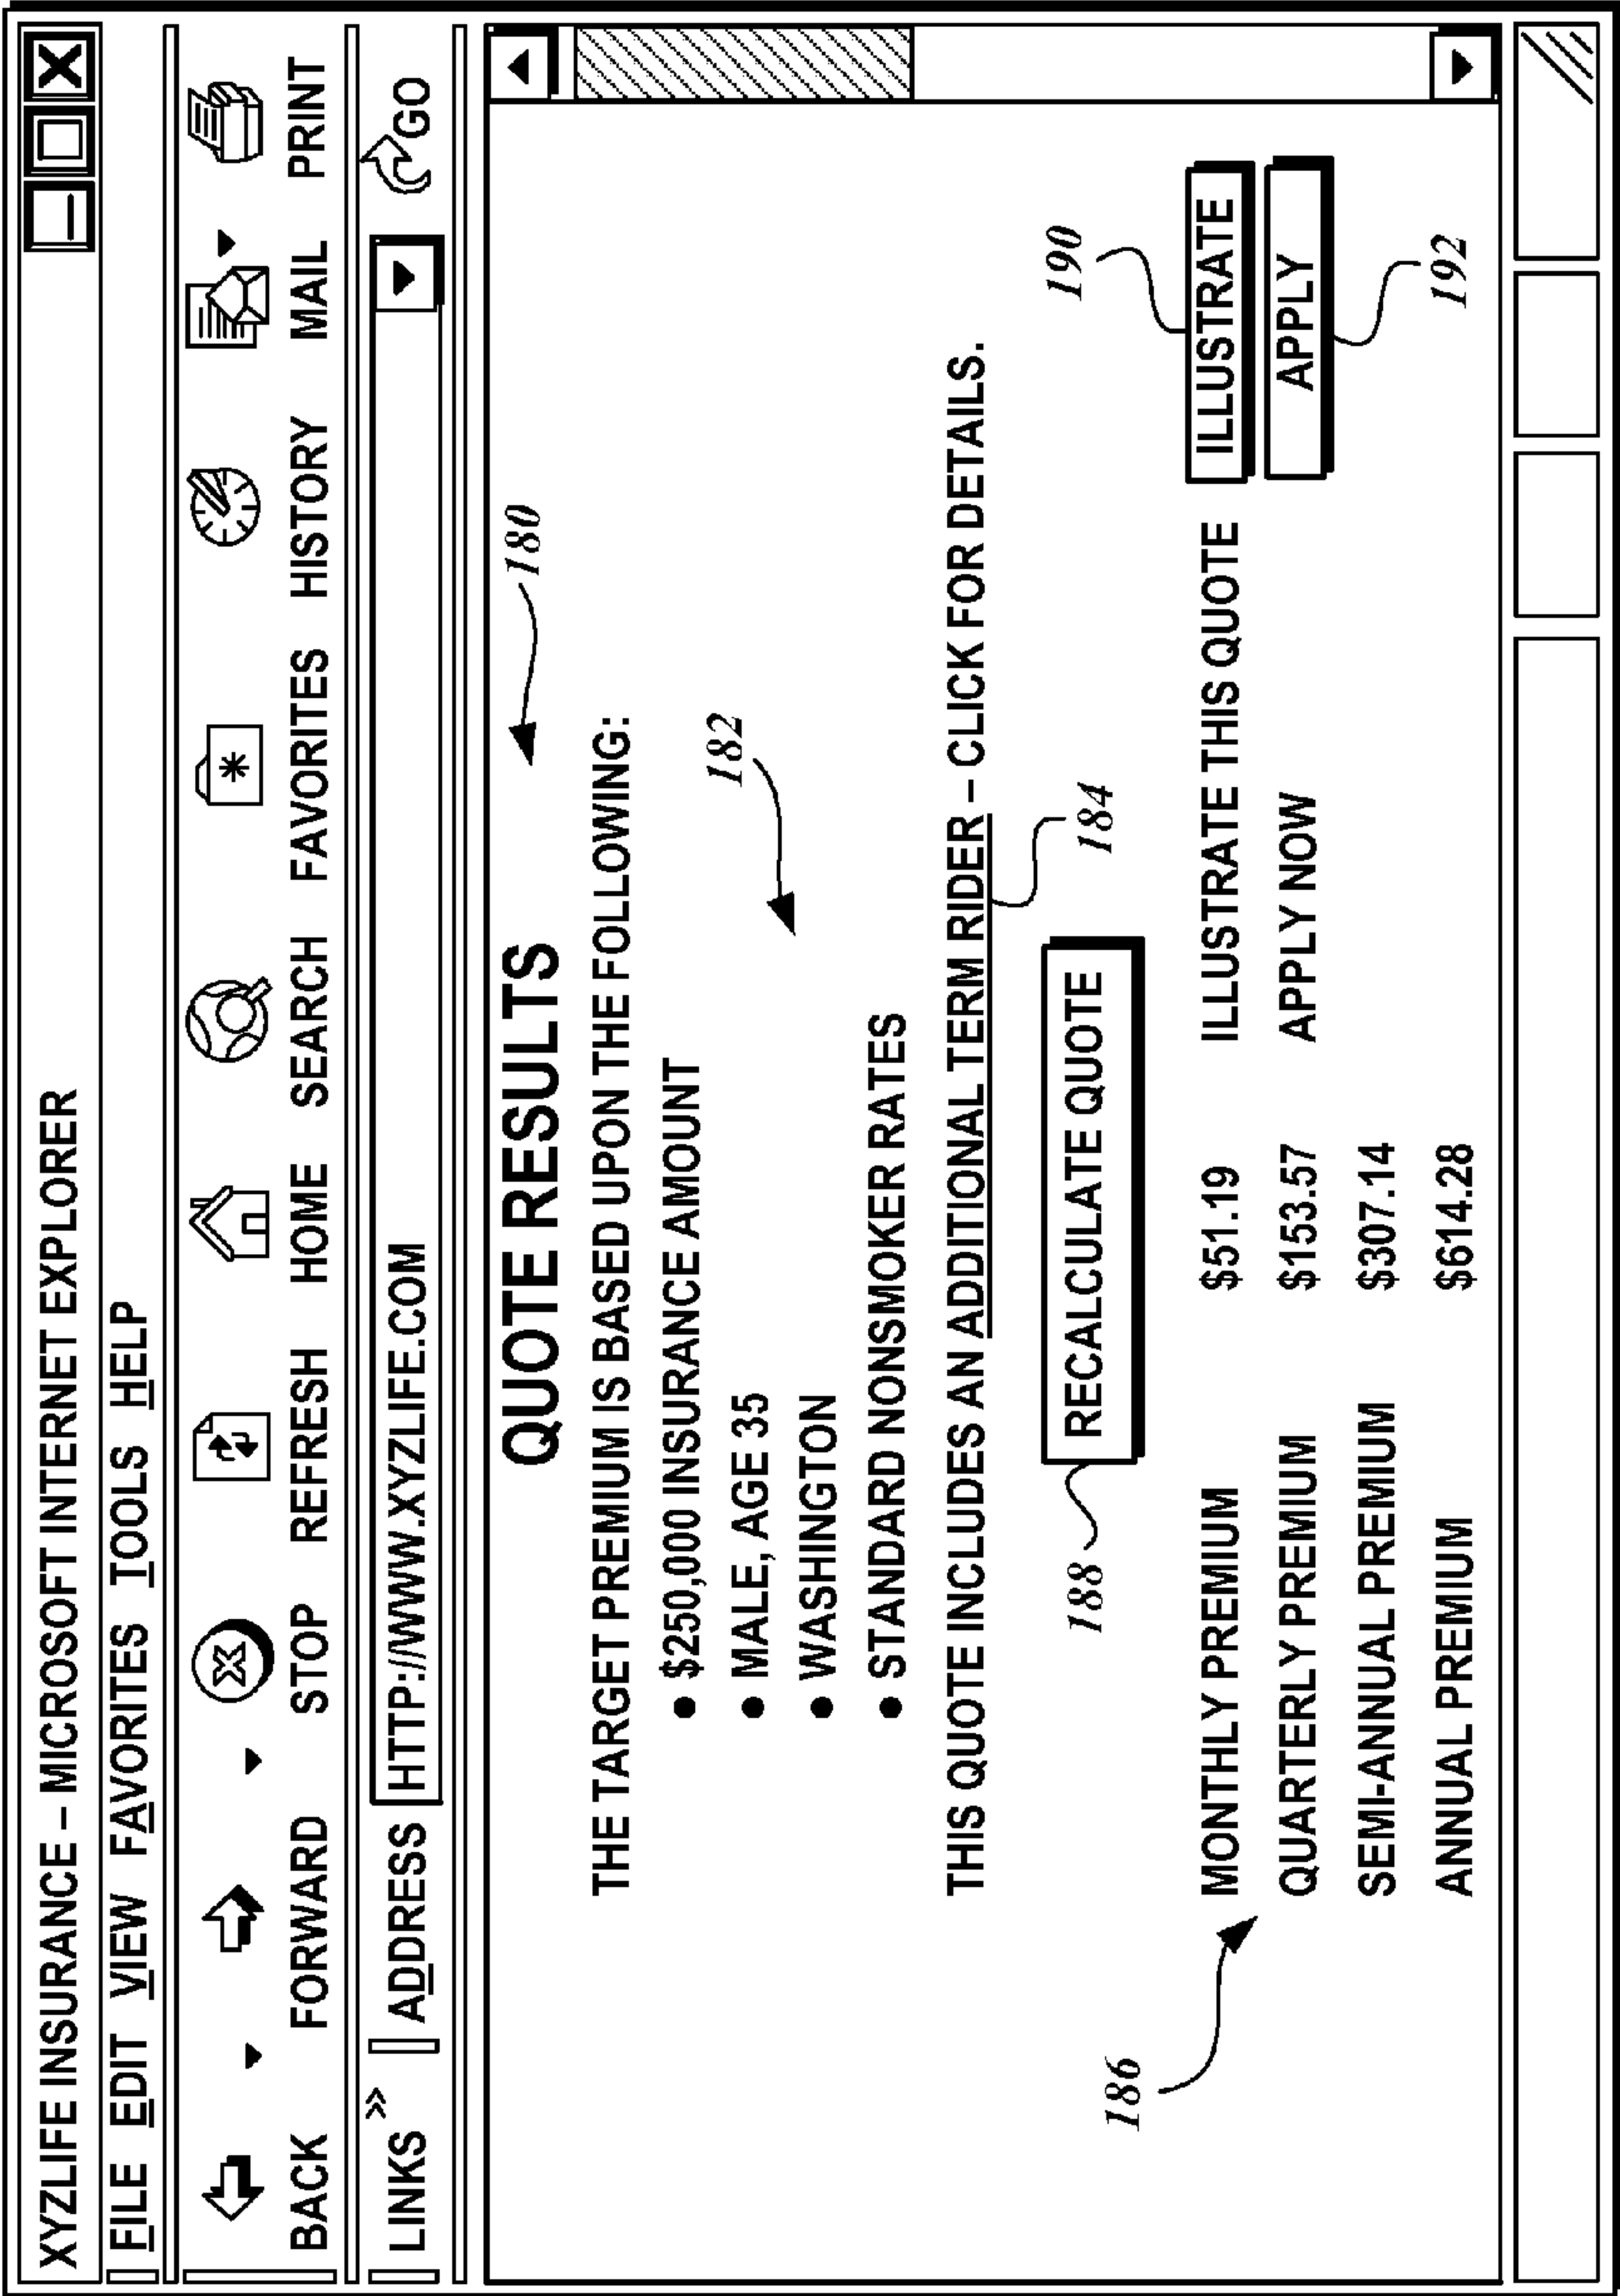 XYZLIFE INSURANCE – MICROSOFT INTERNET EXPLORER
FILE EDIT VIEW FAVORITES TOOLS HELP
BACK FORWARD STOP REFRESH HOME SEARCH FAVORITES HISTORY MAIL PRINT
LINKS » ADDRESS HTTP://WWW.XYZLIFE.COM GO
QUOTE RESULTS
180
THE TARGET PREMIUM IS BASED UPON THE FOLLOWING:
• $250,000 INSURANCE AMOUNT
182
• MALE, AGE 35
• WASHINGTON
• STANDARD NONSMOKER RATES
THIS QUOTE INCLUDES AN ADDITIONAL TERM RIDER – CLICK FOR DETAILS.
184
188
RECALCULATE QUOTE
190
186
MONTHLY PREMIUM $51.19 ILLUSTRATE THIS QUOTE ILLUSTRATE
QUARTERLY PREMIUM $153.57 APPLY NOW APPLY
SEMI-ANNUAL PREMIUM $307.14
ANNUAL PREMIUM $614.28
192